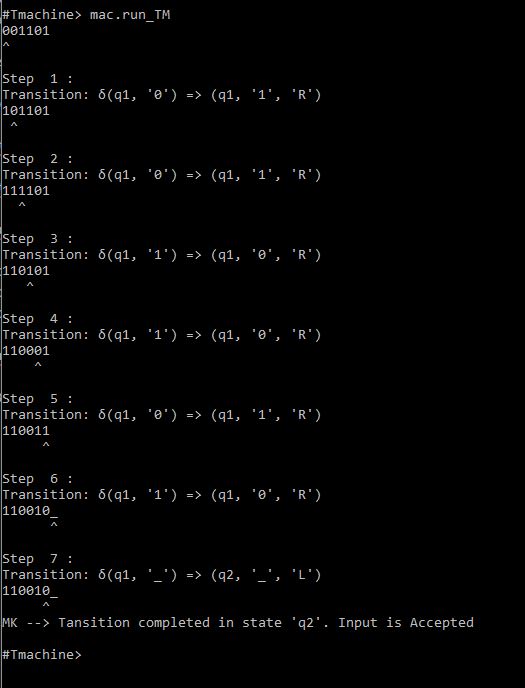 #Tmachine> mac.run_TM
001101
^
Step  1 :
Transition: δ(q1, '0') => (q1, '1', 'R')
101101
 ^
Step  2 :
Transition: δ(q1, '0') => (q1, '1', 'R')
111101
  ^
Step  3 :
Transition: δ(q1, '1') => (q1, '0', 'R')
110101
   ^
Step  4 :
Transition: δ(q1, '1') => (q1, '0', 'R')
110001
    ^
Step  5 :
Transition: δ(q1, '0') => (q1, '1', 'R')
110011
     ^
Step  6 :
Transition: δ(q1, '1') => (q1, '0', 'R')
110010_
      ^
Step  7 :
Transition: δ(q1, '_') => (q2, '_', 'L')
110010_
     ^
MK --> Tansition completed in state 'q2'. Input is Accepted
#Tmachine>